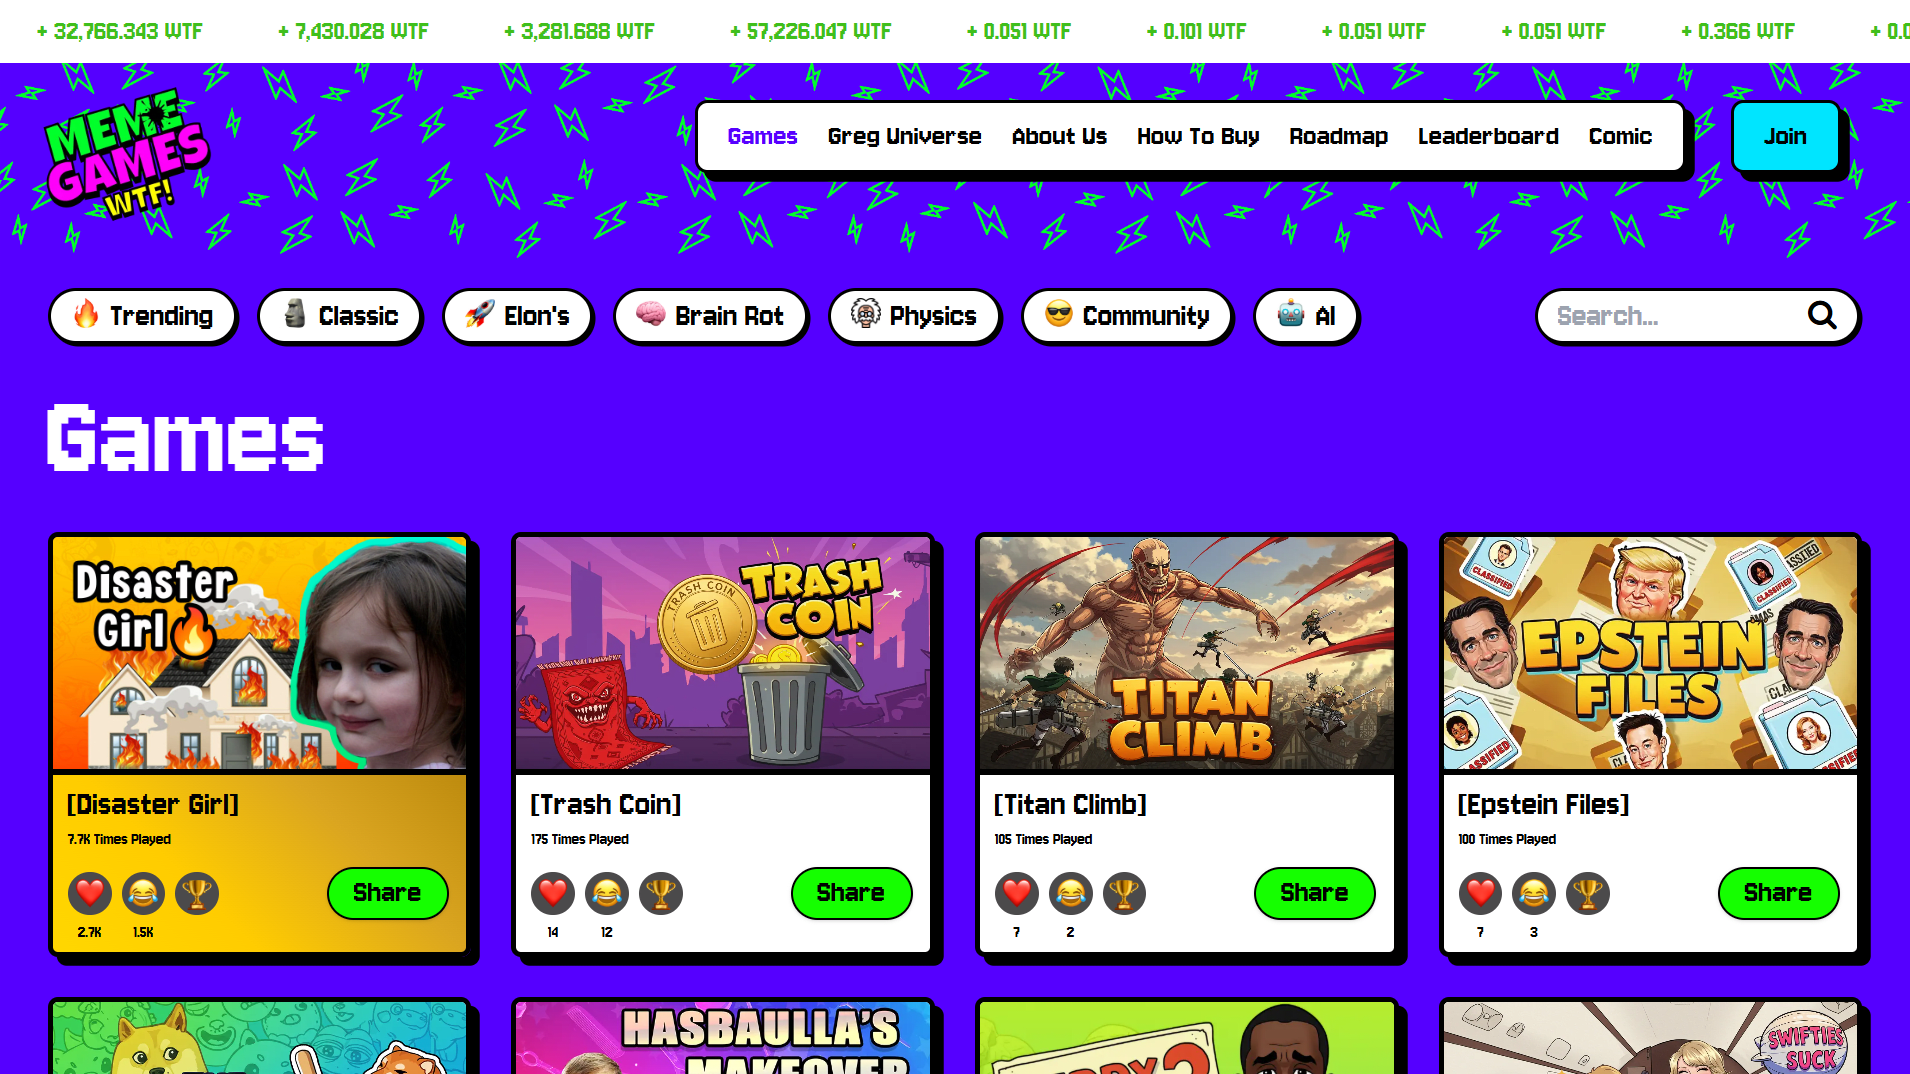 + 32,766.343 WTF + 7,430.028 WTF + 3,281.688 WTF + 57,226.047 WTF + 0.051 WTF + 0.101 WTF + 0.051 WTF + 0.051 WTF + 0.366 WTF
MEME
GAMES
WTF!
Games Greg Universe About Us How To Buy Roadmap Leaderboard Comic
Join
🔥 Trending 🗿 Classic 🚀 Elon's 🧠 Brain Rot Physics 😎 Community 🤖 AI
Search...
Games
Disaster
Girl🔥
TRASH COIN
TRASH
COIN
TITAN
CLIMB
CLASSIFIED
CLASSIFIED
EPSTEIN
FILES
CLASSIFIED
[Disaster Girl]
7.7K Times Played
❤️ 😂 🏆 Share
2.7K 1.5K
[Trash Coin]
175 Times Played
❤️ 😂 🏆 Share
14 12
[Titan Climb]
105 Times Played
❤️ 😂 🏆 Share
7 2
[Epstein Files]
100 Times Played
❤️ 😂 🏆 Share
7 3
HASBAULLA'S
MAKEOVER
SWIFTIES
SUCK